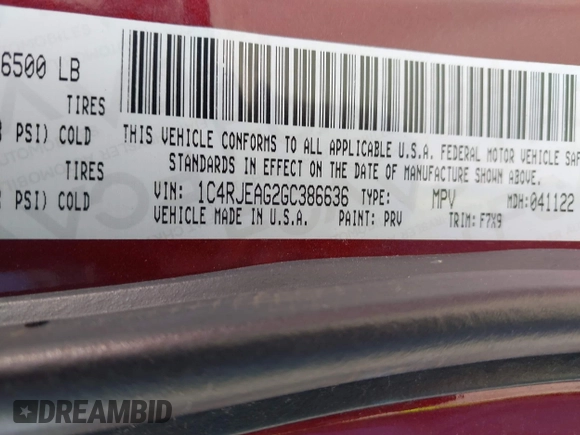 6500 LB
TIRES
PSI) COLD
TIRES
PSI) COLD
THIS VEHICLE CONFORMS TO ALL APPLICABLE U.S.A. FEDERAL MOTOR VEHICLE SAF
STANDARDS IN EFFECT ON THE DATE OF MANUFACTURE SHOWN ABOVE.
VIN: 1C4RJEAG2GC386636 TYPE: MPV MDH: 041122
VEHICLE MADE IN U.S.A. PAINT: PRV TRIM: F7X9
DREAMBID